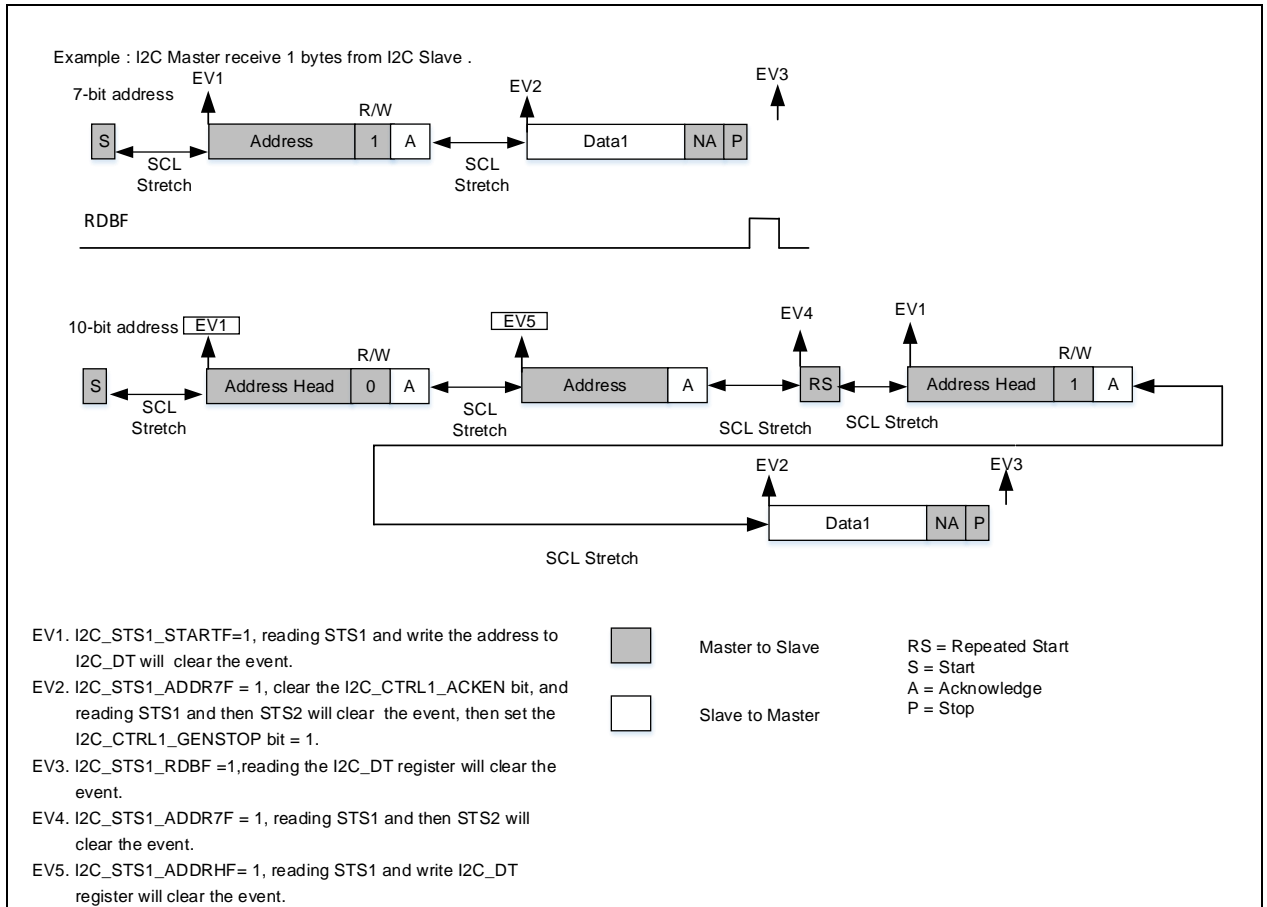 Example : I2C Master receive 1 bytes from I2C Slave .
EV1
EV2
EV3
7-bit address
R/W
S
Address
1
A
Data1
NA
P
SCL
Stretch
SCL
Stretch
RDBF
10-bit address
EV1
EV5
EV4
EV1
R/W
R/W
S
Address Head
0
A
Address
A
RS
Address Head
1
A
SCL
Stretch
SCL
Stretch
SCL Stretch
SCL Stretch
EV2
EV3
Data1
NA
P
SCL Stretch
EV1. I2C_STS1_STARTF=1, reading STS1 and write the address to
I2C_DT will clear the event.
EV2. I2C_STS1_ADDR7F = 1, clear the I2C_CTRL1_ACKEN bit, and
reading STS1 and then STS2 will clear the event, then set the
I2C_CTRL1_GENSTOP bit = 1.
EV3. I2C_STS1_RDBF =1,reading the I2C_DT register will clear the
event.
EV4. I2C_STS1_ADDR7F = 1, reading STS1 and then STS2 will
clear the event.
EV5. I2C_STS1_ADDRHF= 1, reading STS1 and write I2C_DT
register will clear the event.
Master to Slave
Slave to Master
RS = Repeated Start
S = Start
A = Acknowledge
P = Stop